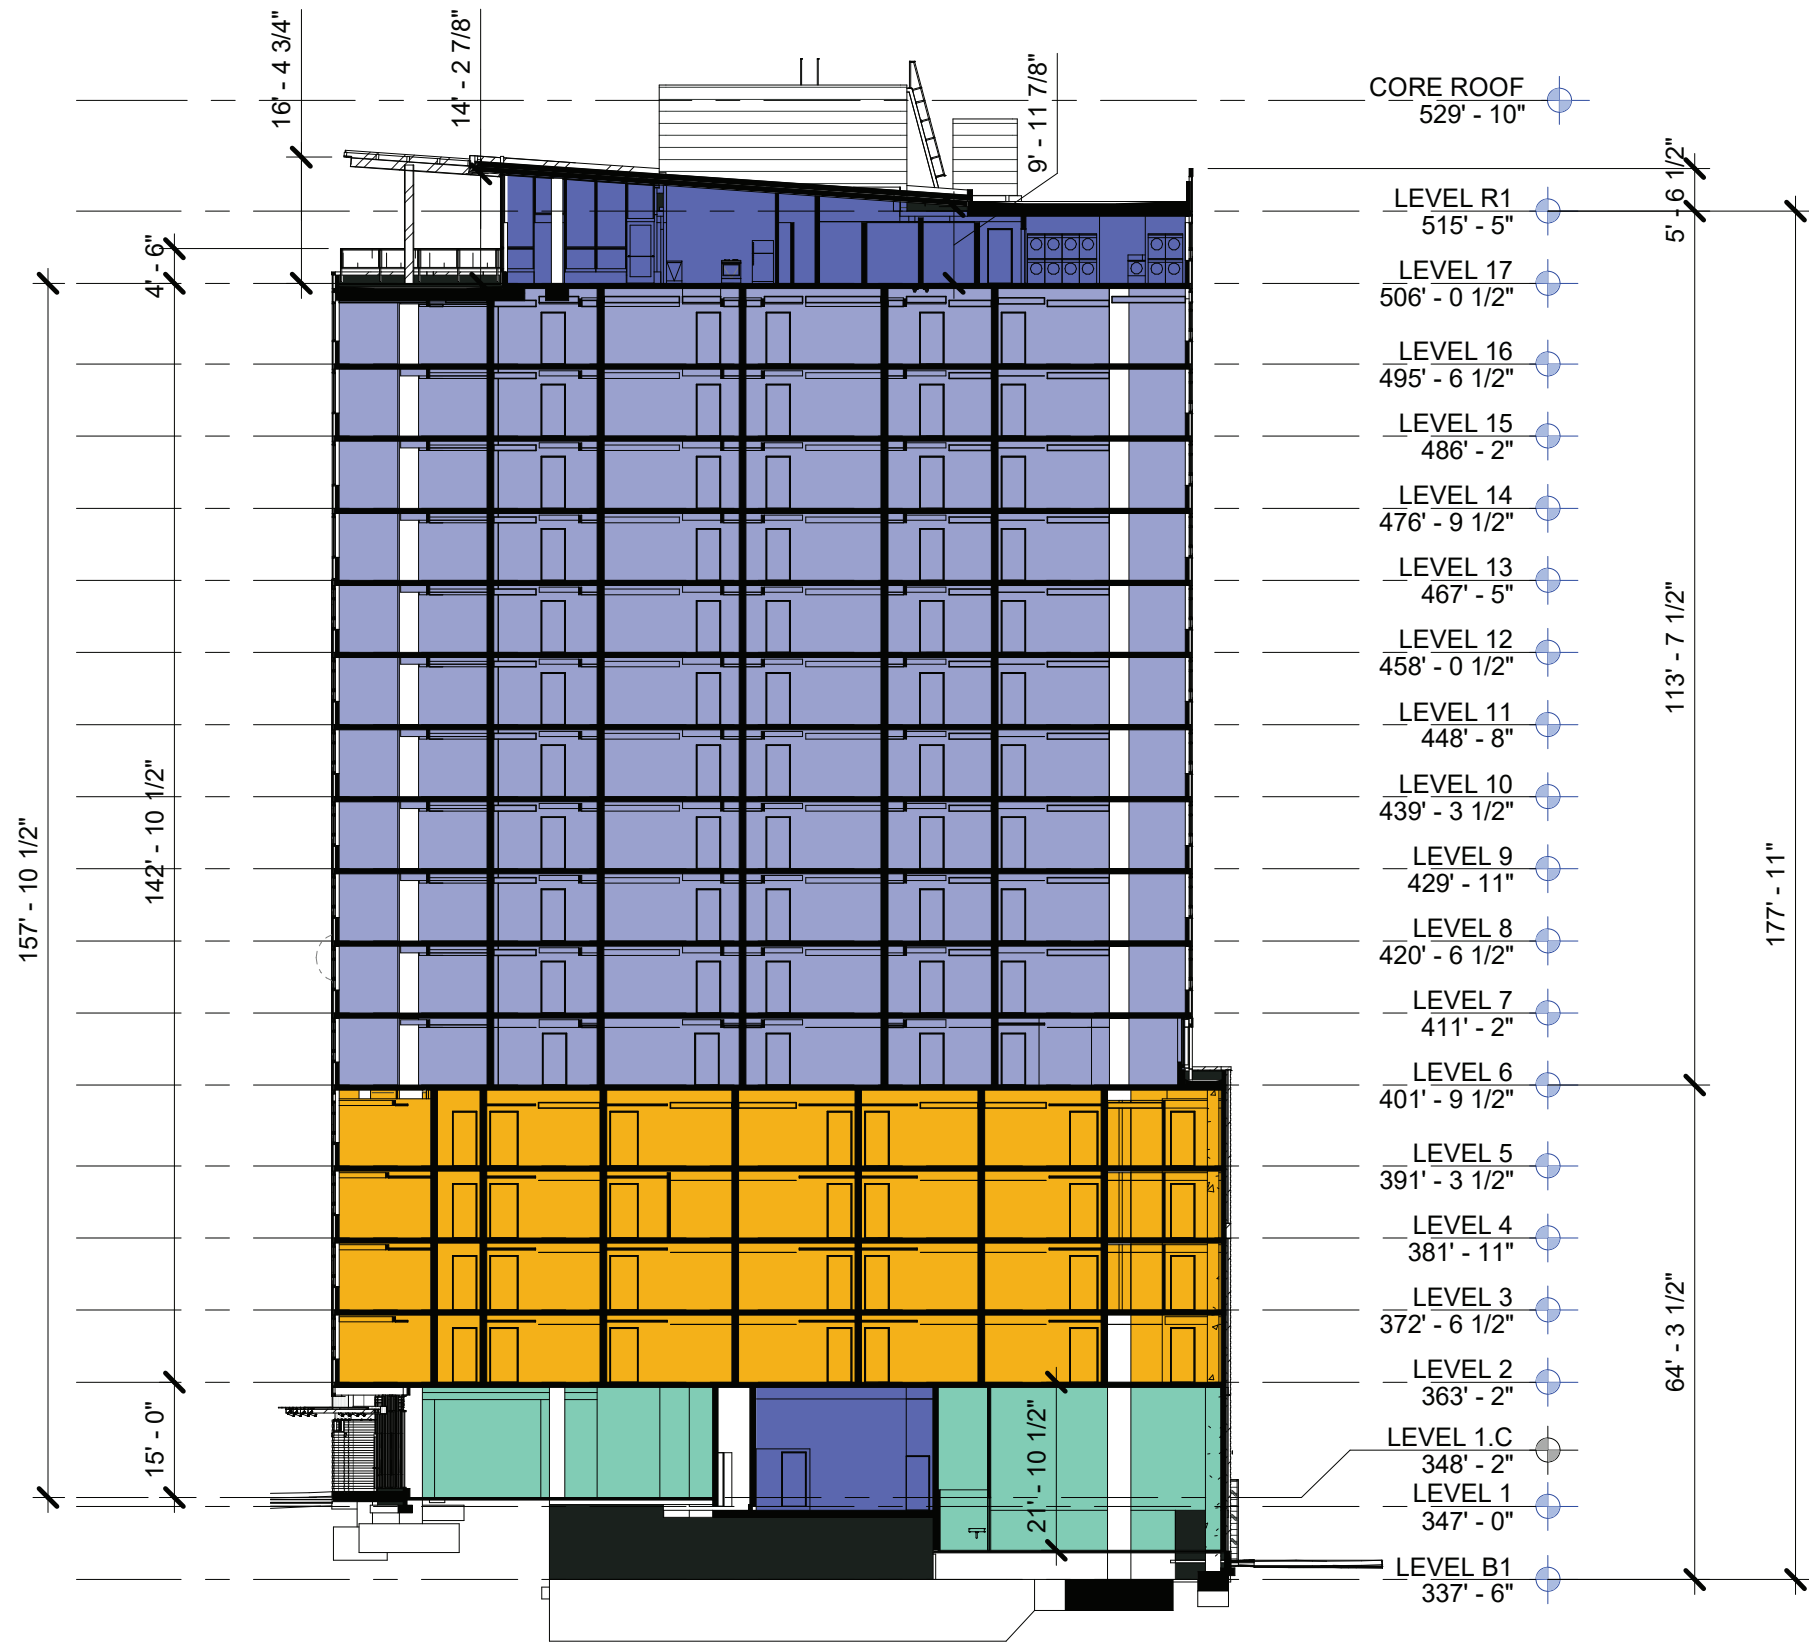 16' - 4 3/4"
14' - 2 7/8"
9' - 11 7/8"
4' - 6"
157' - 10 1/2"
142' - 10 1/2"
15' - 0"
21' - 10 1/2"
CORE ROOF
529' - 10"
LEVEL R1
515' - 5"
LEVEL 17
506' - 0 1/2"
LEVEL 16
495' - 6 1/2"
LEVEL 15
486' - 2"
LEVEL 14
476' - 9 1/2"
LEVEL 13
467' - 5"
LEVEL 12
458' - 0 1/2"
LEVEL 11
448' - 8"
LEVEL 10
439' - 3 1/2"
LEVEL 9
429' - 11"
LEVEL 8
420' - 6 1/2"
LEVEL 7
411' - 2"
LEVEL 6
401' - 9 1/2"
LEVEL 5
391' - 3 1/2"
LEVEL 4
381' - 11"
LEVEL 3
372' - 6 1/2"
LEVEL 2
363' - 2"
LEVEL 1.C
348' - 2"
LEVEL 1
347' - 0"
LEVEL B1
337' - 6"
5' - 6 1/2"
113' - 7 1/2"
64' - 3 1/2"
177' - 11"